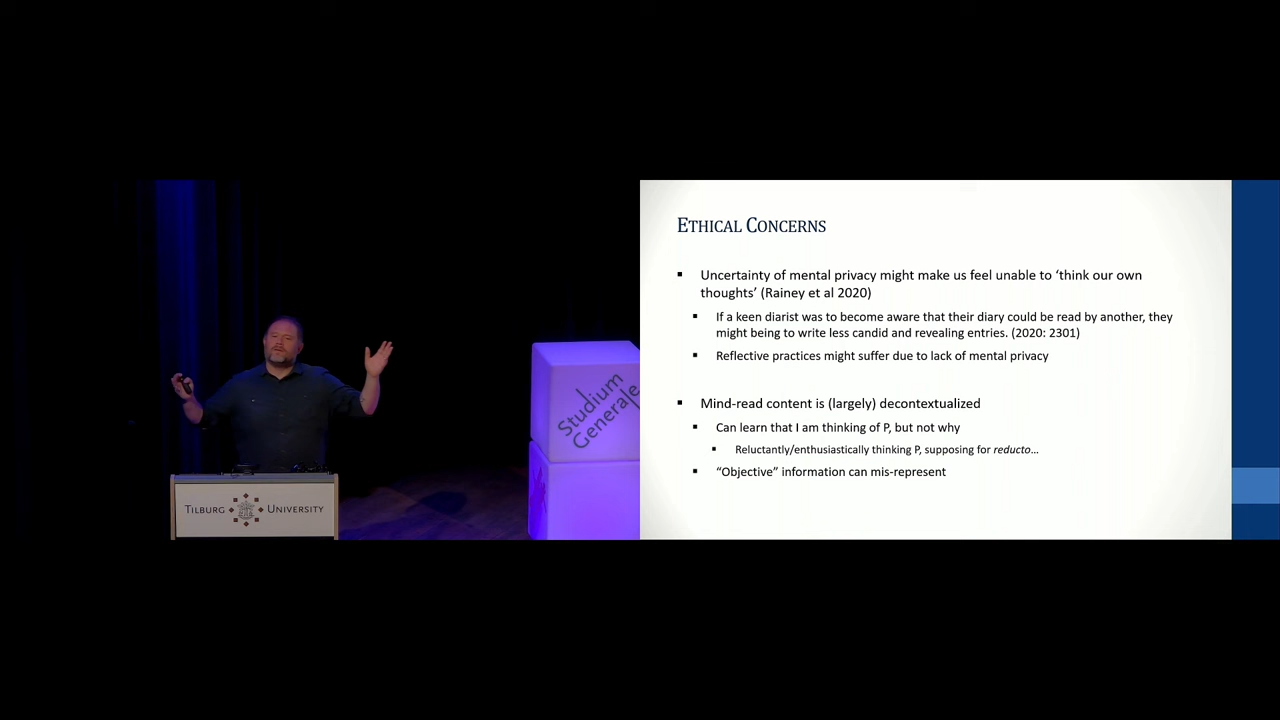 ETHICAL CONCERNS
Uncertainty of mental privacy might make us feel unable to ‘think our own
thoughts’ (Rainey et al 2020)
If a keen diarist was to become aware that their diary could be read by another, they
might being to write less candid and revealing entries. (2020: 2301)
Reflective practices might suffer due to lack of mental privacy
Mind-read content is (largely) decontextualized
Can learn that I am thinking of P, but not why
Reluctantly/enthusiastically thinking P, supposing for reducto…
“Objective” information can mis-represent
Studium
Generale
TILBURG UNIVERSITY